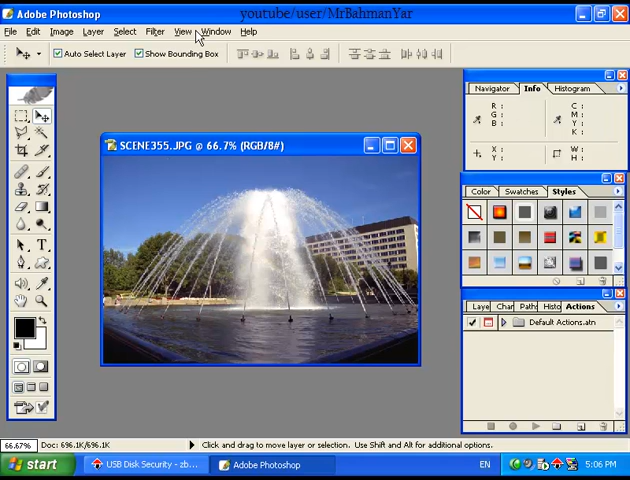 Adobe Photoshop
youtube/user/MrBahmanYar
File Edit Image Layer Select Filter View Window Help
Auto Select Layer Show Bounding Box
Navigator Info Histogram
R : C :
G : M :
B : Y :
K :
X : W :
Y : H :
SCENE355.JPG @ 66.7% (RGB/8#)
Color Swatches Styles
Actions
Default Actions.atn
66.67% Doc: 696.1K/696.1K Click and drag to move layer or selection. Use Shift and Alt for additional options.
start USB Disk Security - zb... Adobe Photoshop EN 5:06 PM